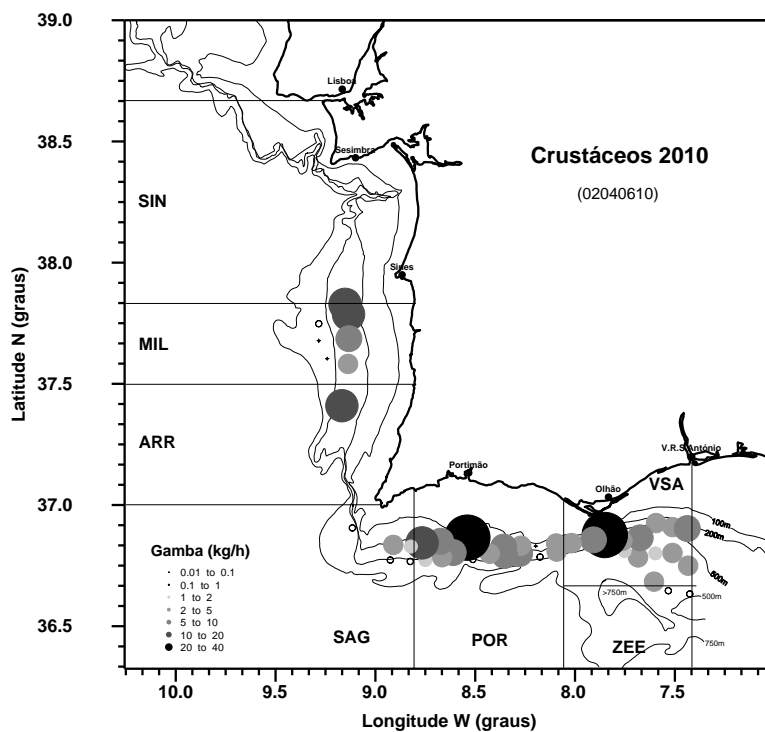 39.0
Lisboa
38.5
Sesimbra
Crustáceos 2010
(02040610)
SIN
38.0
Sines
Latitude N (graus)
MIL
37.5
ARR
V.R.S.António
Portimão
Olhão
VSA
37.0
100m
200m
500m
Gamba (kg/h)
0.01 to 0.1
0.1 to 1
1 to 2
2 to 5
5 to 10
10 to 20
20 to 40
>750m
500m
36.5
SAG
POR
ZEE
750m
10.0
9.5
9.0
8.5
8.0
7.5
Longitude W (graus)